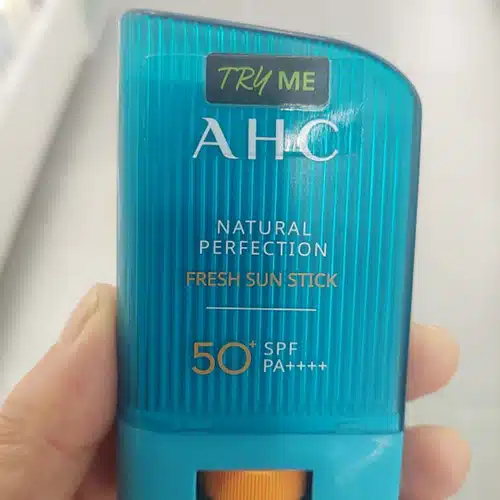 TRY ME
AHC
NATURAL
PERFECTION
FRESH SUN STICK
50+ SPF
PA++++